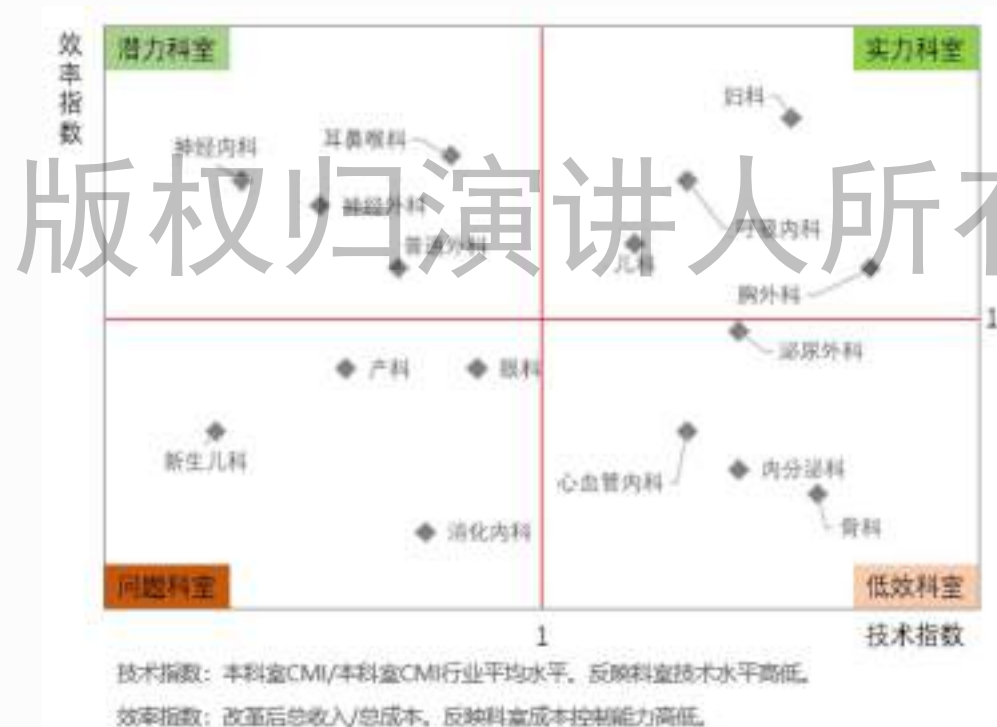 效率指数
潜力科室
实力科室
妇科
耳鼻喉科
神经内科
神经外科
普通外科
呼吸内科
儿科
胸外科
版权归演讲人所有
1
泌尿外科
产科
眼科
新生儿科
心血管内科
内分泌科
骨科
消化内科
问题科室
低效科室
1
技术指数
技术指数：本科室CMI/本科室CMI行业平均水平。反映科室技术水平高低。
效率指数：改革后总收入/总成本。反映科室成本控制能力高低。